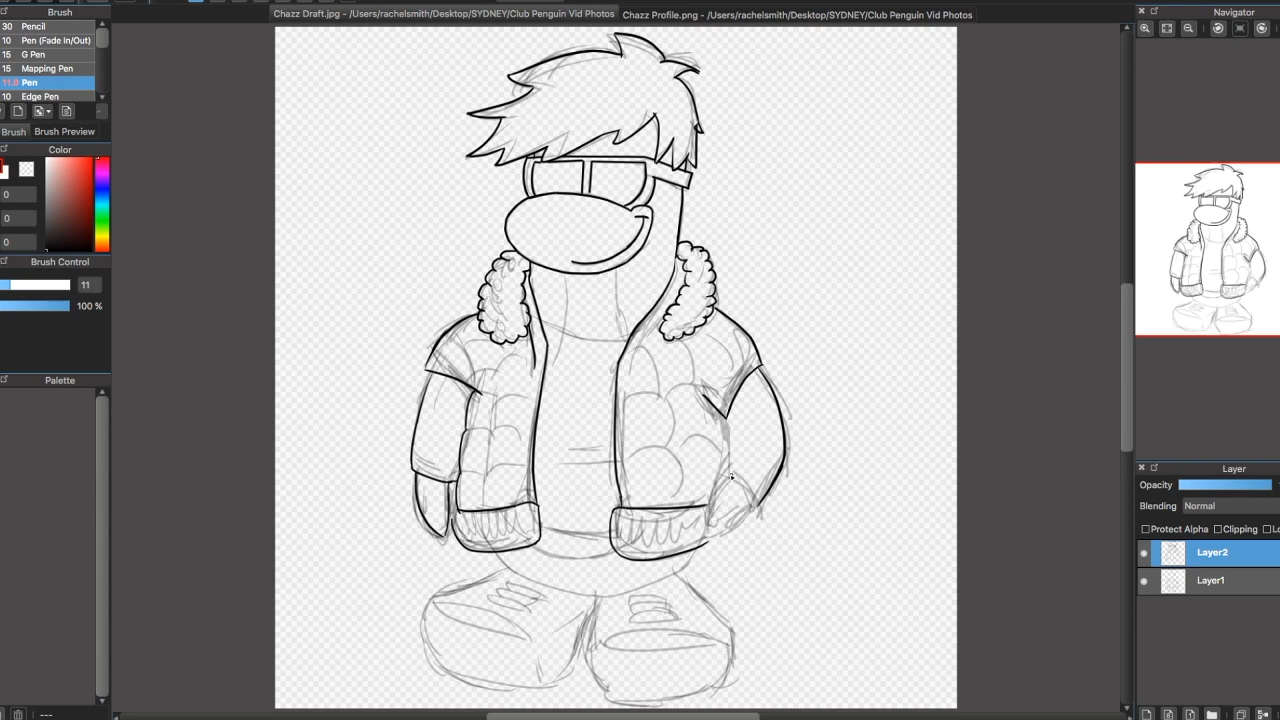 Brush
Chazz Draft.jpg - /Users/rachelsmith/Desktop/SYDNEY/Club Penguin Vid Photos
Chazz Profile.png - /Users/rachelsmith/Desktop/SYDNEY/Club Penguin Vid Photos
Navigator
30 Pencil
10 Pen (Fade In/Out)
15 G Pen
15 Mapping Pen
11.0 Pen
10 Edge Pen
Brush Brush Preview
Color
0
0
0
Brush Control
11
100 %
Palette
Layer
Opacity
Blending Normal
Protect Alpha Clipping
Layer2
Layer1
---